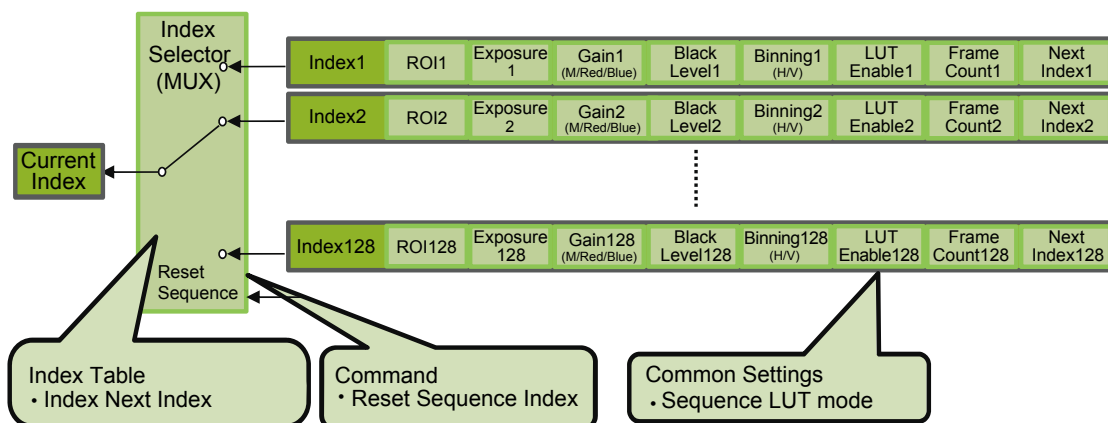 Index
Selector
(MUX)
Index1 ROI1 Exposure 1 Gain1 (M/Red/Blue) Black Level1 Binning1 (H/V) LUT Enable1 Frame Count1 Next Index1
Index2 ROI2 Exposure 2 Gain2 (M/Red/Blue) Black Level2 Binning2 (H/V) LUT Enable2 Frame Count2 Next Index2
Current
Index
Index128 ROI128 Exposure 128 Gain128 (M/Red/Blue) Black Level128 Binning128 (H/V) LUT Enable128 Frame Count128 Next Index128
Reset
Sequence
Index Table
・Index Next Index
Command
・Reset Sequence Index
Common Settings
・Sequence LUT mode